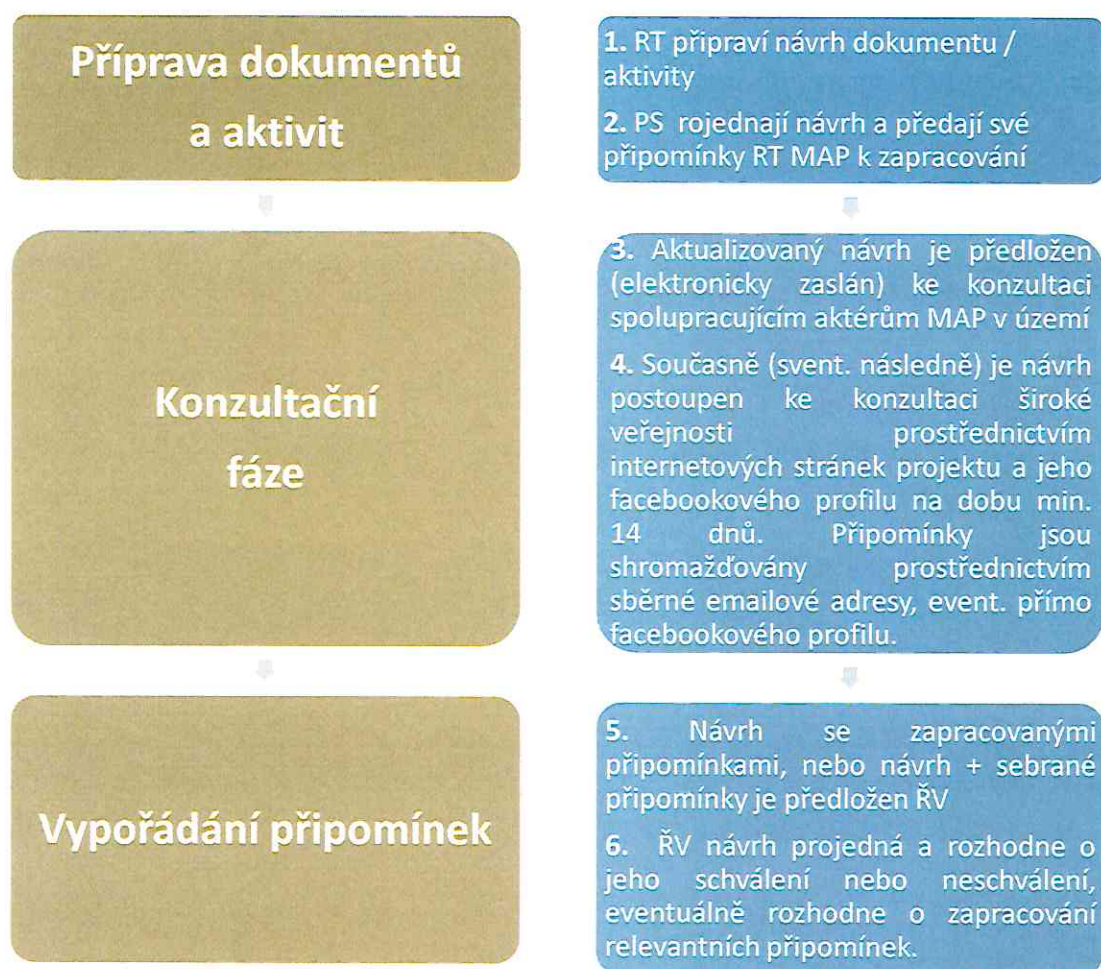 Příprava dokumentů
a aktivit
1. RT připraví návrh dokumentu /
aktivity
2. PS rojednají návrh a předají své
připomínky RT MAP k zapracování
Konzultační
fáze
3. Aktualizovaný návrh je předložen
(elektronicky zaslán) ke konzultaci
spolupracujícím aktérům MAP v území
4. Současně (svent. následně) je návrh
postoupen ke konzultaci široké
veřejnosti prostřednictvím
internetových stránek projektu a jeho
facebookového profilu na dobu min.
14 dnů. Připomínky jsou
shromažďovány prostřednictvím
sběrné emailové adresy, event. přímo
facebookového profilu.
Vypořádání připomínek
5. Návrh se zapracovanými
připomínkami, nebo návrh + sebrané
připomínky je předložen ŘV
6. ŘV návrh projedná a rozhodne o
jeho schválení nebo neschválení,
eventuálně rozhodne o zapracování
relevantních připomínek.